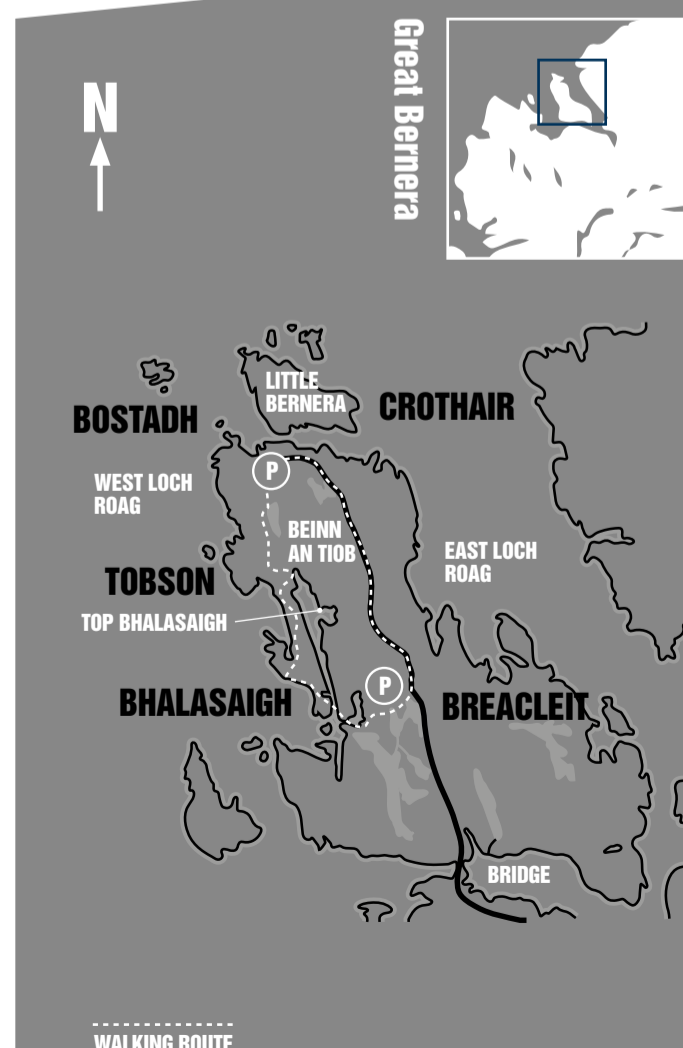 Great Bernera
N
LITTLE
BERNERA
CROTHAIR
BOSTADH
P
WEST LOCH
ROAG
BEINN
AN TIOB
EAST LOCH
ROAG
TOBSON
TOP BHALASAIGH
P
BHALASAIGH
BREACLEIT
BRIDGE
WALKING ROUTE